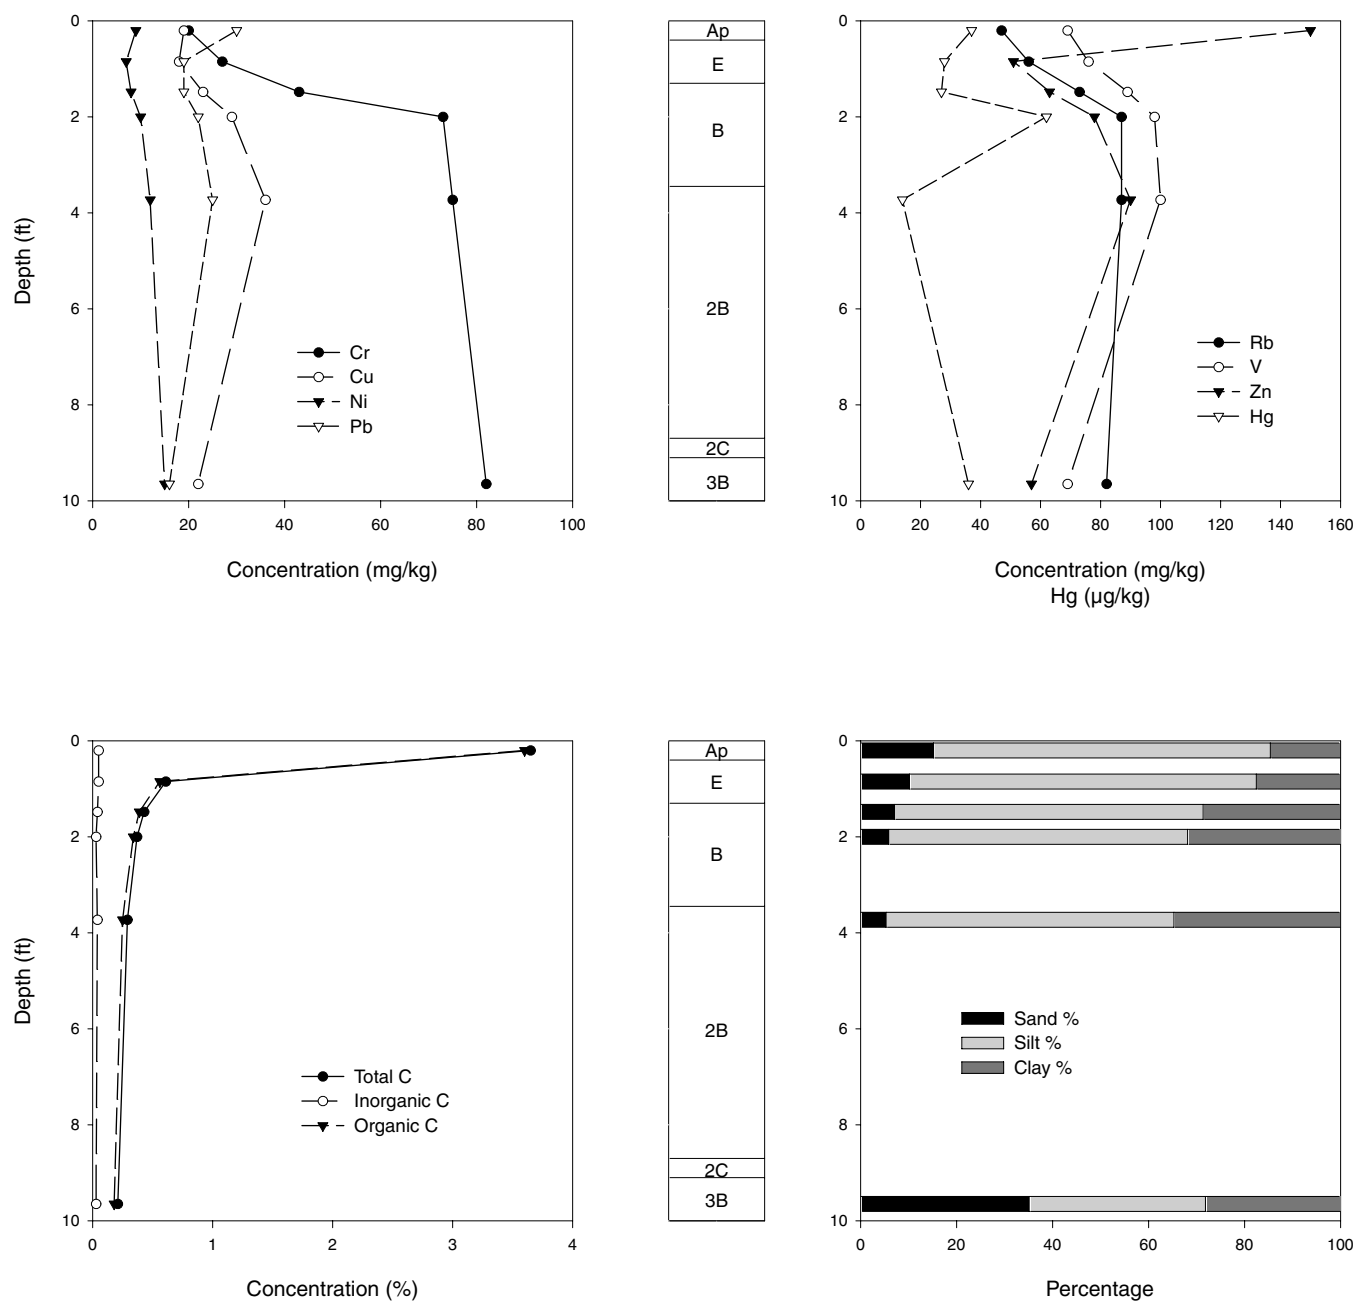 0
2
4
6
8
10
Depth (ft)
Cr
Cu
Ni
Pb
0 20 40 60 80 100
Concentration (mg/kg)
Ap
E
B
2B
2C
3B
0
2
4
6
8
10
Rb
V
Zn
Hg
0 20 40 60 80 100 120 140 160
Concentration (mg/kg)
Hg (µg/kg)
0
2
4
6
8
10
Depth (ft)
Total C
Inorganic C
Organic C
0 1 2 3 4
Concentration (%)
Ap
E
B
2B
2C
3B
0
2
4
6
8
10
Sand %
Silt %
Clay %
0 20 40 60 80 100
Percentage